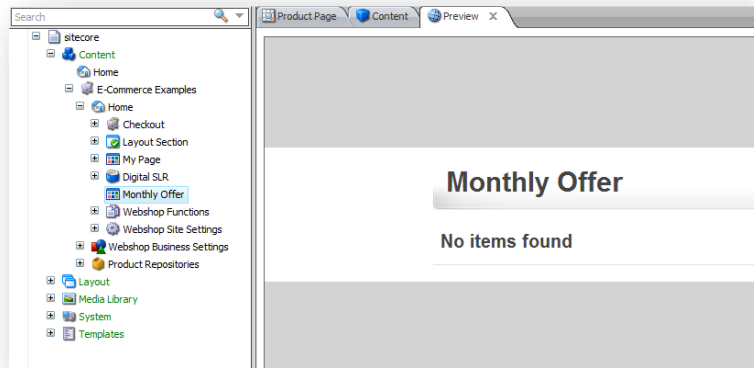 Search
Product Page
Content
Preview X
sitecore
Content
Home
E-Commerce Examples
Home
Checkout
Layout Section
My Page
Digital SLR
Monthly Offer
Webshop Functions
Webshop Site Settings
Webshop Business Settings
Product Repositories
Layout
Media Library
System
Templates
Monthly Offer
No items found